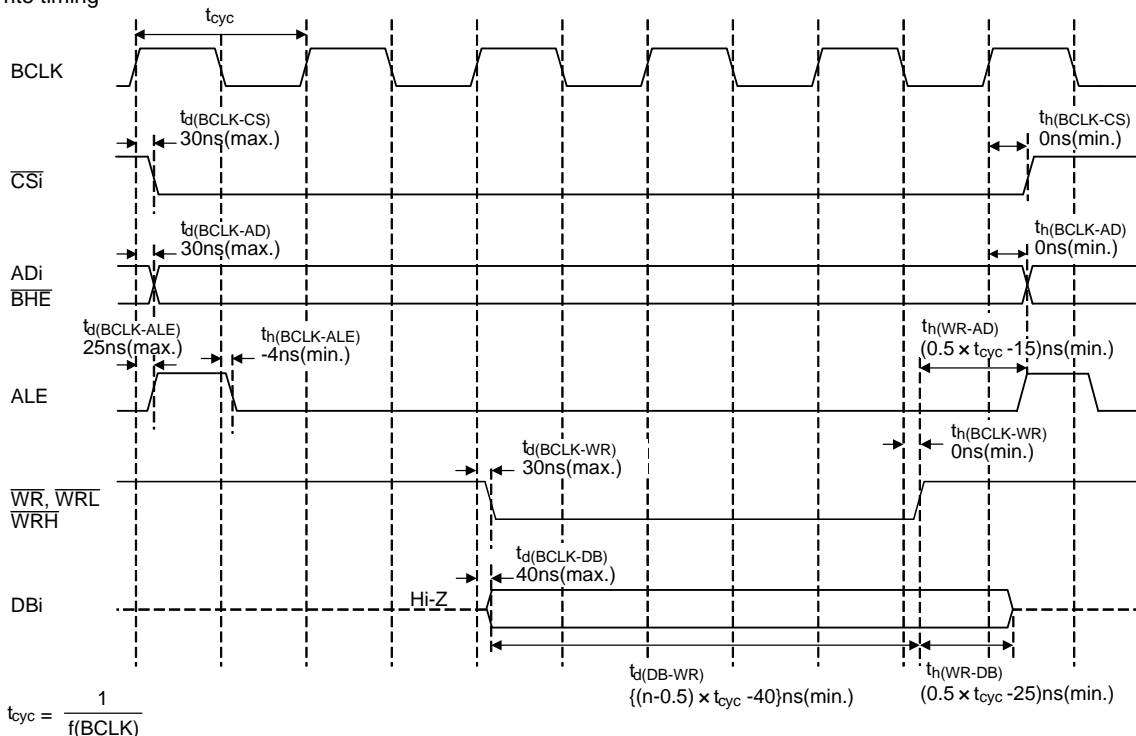 tcyc
BCLK
td(BCLK-CS)
30ns(max.)
th(BCLK-CS)
0ns(min.)
CSi
td(BCLK-AD)
30ns(max.)
th(BCLK-AD)
0ns(min.)
ADi
BHE
td(BCLK-ALE)
25ns(max.)
th(BCLK-ALE)
-4ns(min.)
th(WR-AD)
(0.5 × tcyc -15)ns(min.)
ALE
td(BCLK-WR)
30ns(max.)
th(BCLK-WR)
0ns(min.)
WR, WRL
WRH
td(BCLK-DB)
40ns(max.)
DBi
Hi-Z
td(DB-WR)
{(n-0.5) × tcyc -40}ns(min.)
th(WR-DB)
(0.5 × tcyc -25)ns(min.)
tcyc = 1
f(BCLK)